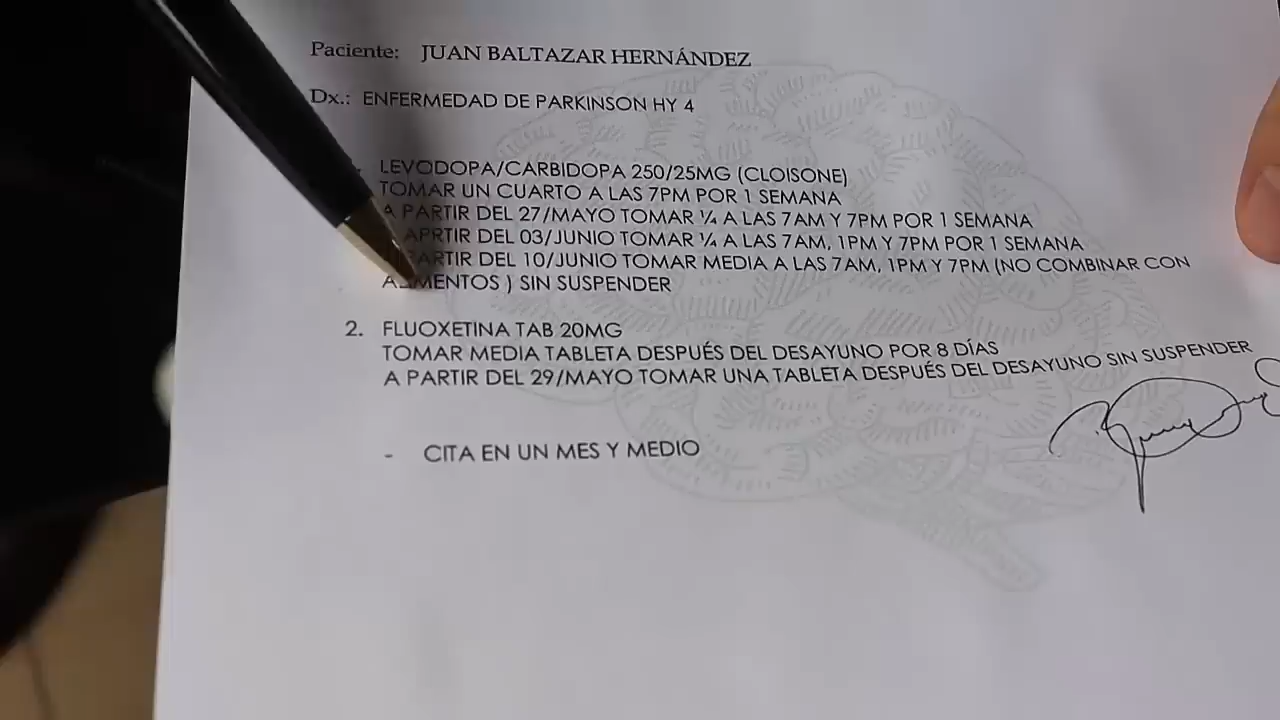 Paciente: JUAN BALTAZAR HERNÁNDEZ
Dx.: ENFERMEDAD DE PARKINSON HY 4
LEVODOPA/CARBIDOPA 250/25MG (CLOISONE)
TOMAR UN CUARTO A LAS 7PM POR 1 SEMANA
A PARTIR DEL 27/MAYO TOMAR ¼ A LAS 7AM Y 7PM POR 1 SEMANA
APRTIR DEL 03/JUNIO TOMAR ¼ A LAS 7AM, 1PM Y 7PM POR 1 SEMANA
PARTIR DEL 10/JUNIO TOMAR MEDIA A LAS 7AM, 1PM Y 7PM (NO COMBINAR CON
ALIMENTOS ) SIN SUSPENDER
2. FLUOXETINA TAB 20MG
TOMAR MEDIA TABLETA DESPUÉS DEL DESAYUNO POR 8 DÍAS
A PARTIR DEL 29/MAYO TOMAR UNA TABLETA DESPUÉS DEL DESAYUNO SIN SUSPENDER
- CITA EN UN MES Y MEDIO